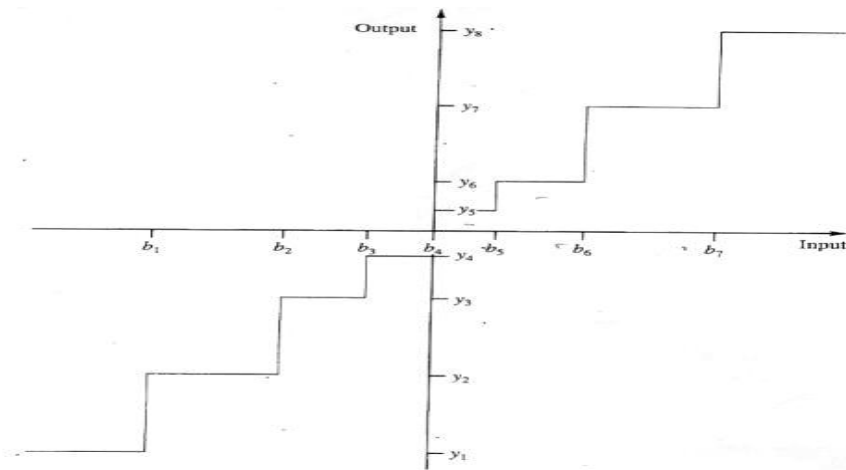 Output
y₈
y₇
y₆
y₅
b₁ b₂ b₃ b₄ b₅ b₆ b₇ Input
y₄
y₃
y₂
y₁